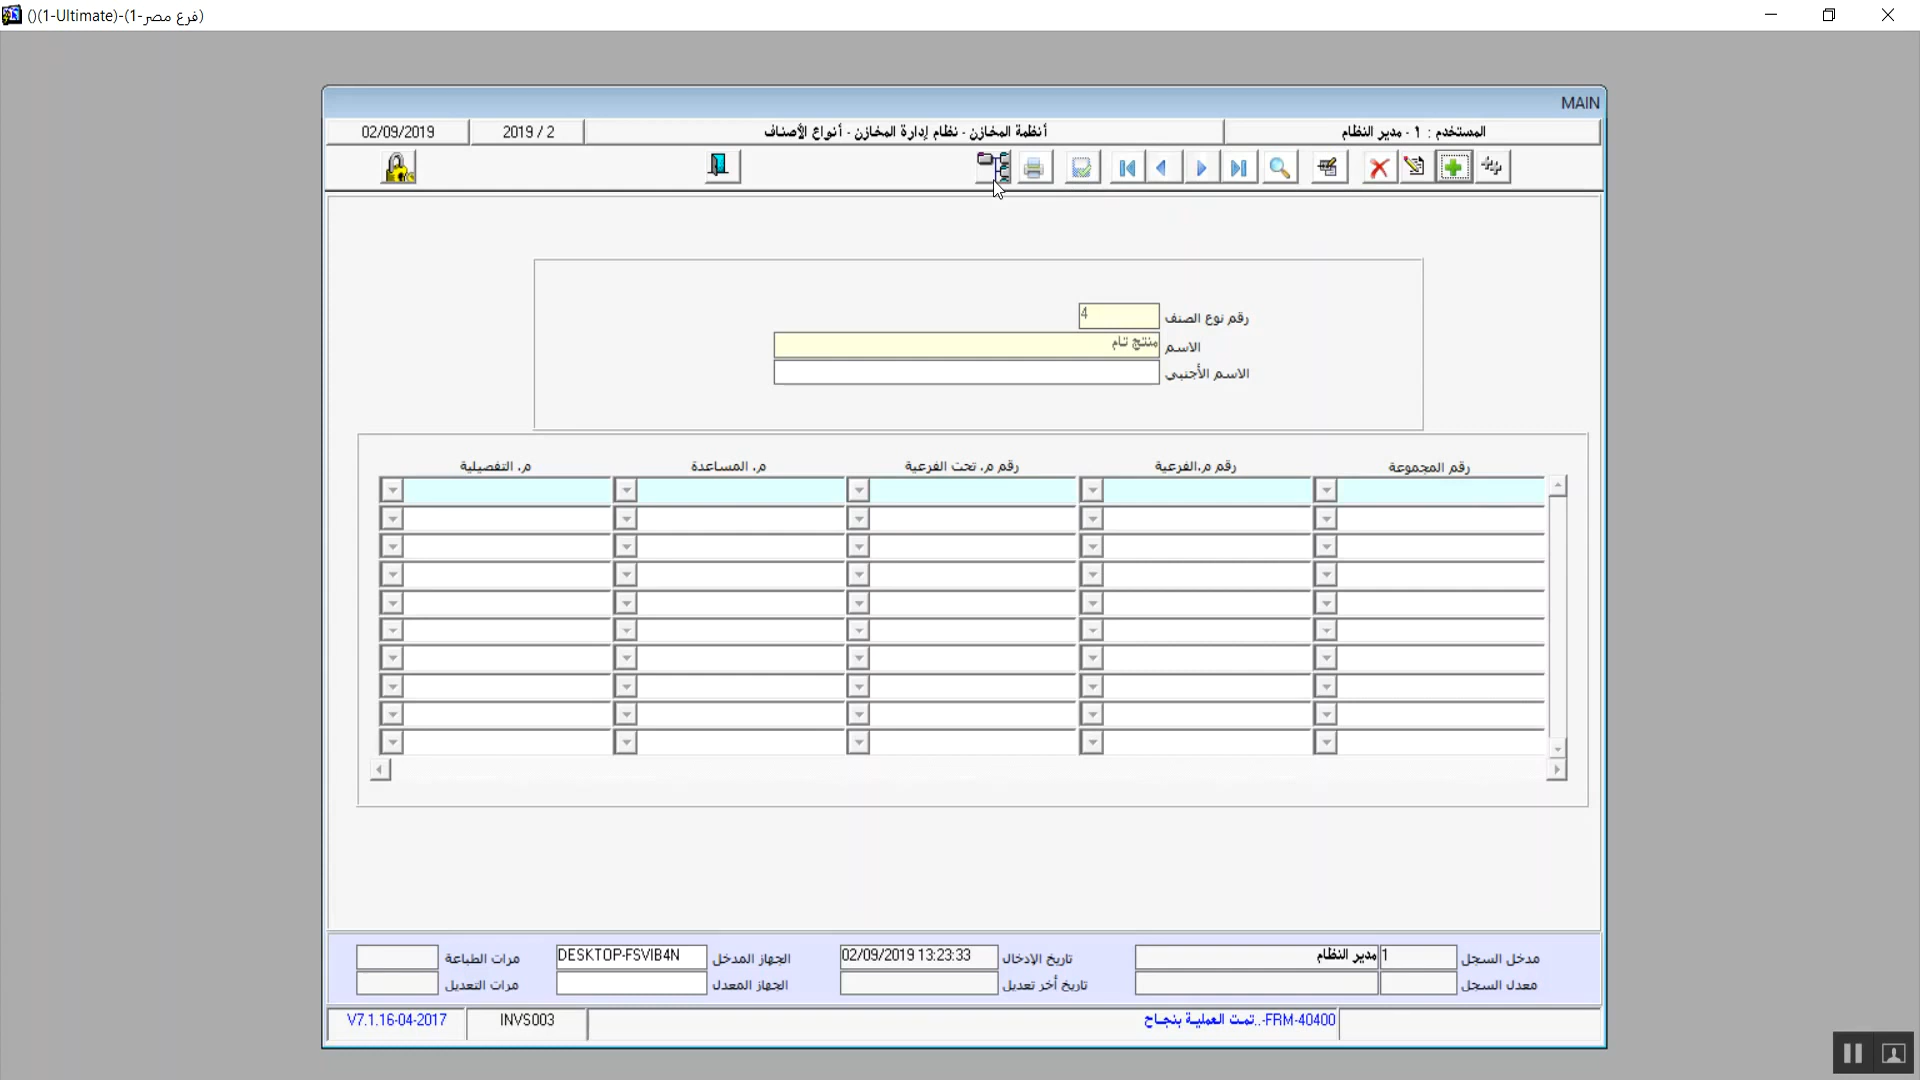 ()(1-Ultimate)-(1-فرع مصر)
MAIN
المستخدم : ١ - مدير النظام
أنظمة المخازن - نظام إدارة المخازن - أنواع الأصناف
2019 / 2
02/09/2019
رقم نوع الصنف 4
الاسم منتج تام
الاسم الأجنبي
رقم المجموعة رقم م.الفرعية رقم م. تحت الفرعية م. المساعدة م. التفصيلية
مدخل السجل 1 مدير النظام تاريخ الإدخال 02/09/2019 13:23:33 الجهاز المدخل DESKTOP-FSVIB4N مرات الطباعة
معدل السجل تاريخ أخر تعديل الجهاز المعدل مرات التعديل
FRM-40400-..تمت العملية بنجاح
INVS003
V7.1.16-04-2017